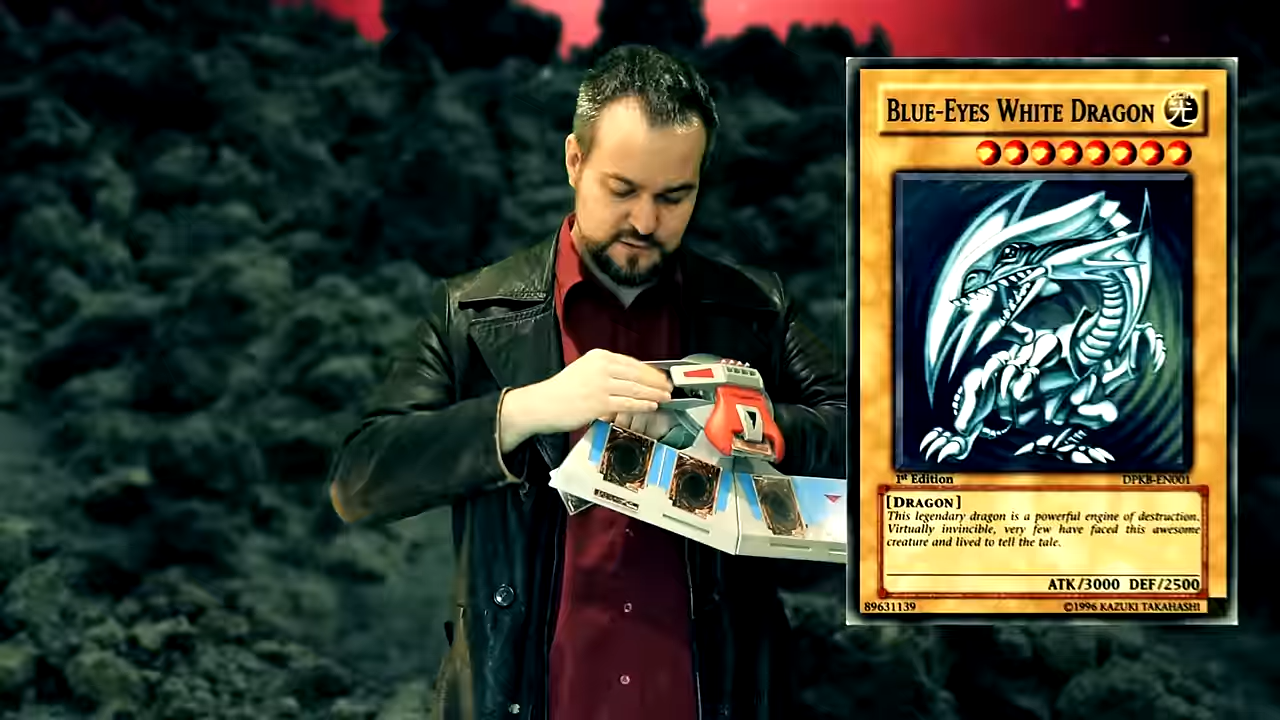 BLUE-EYES WHITE DRAGON
1st Edition
DPKB-EN001
[DRAGON]
This legendary dragon is a powerful engine of destruction.
Virtually invincible, very few have faced this awesome
creature and lived to tell the tale.
ATK/3000 DEF/2500
89631139
©1996 KAZUKI TAKAHASHI